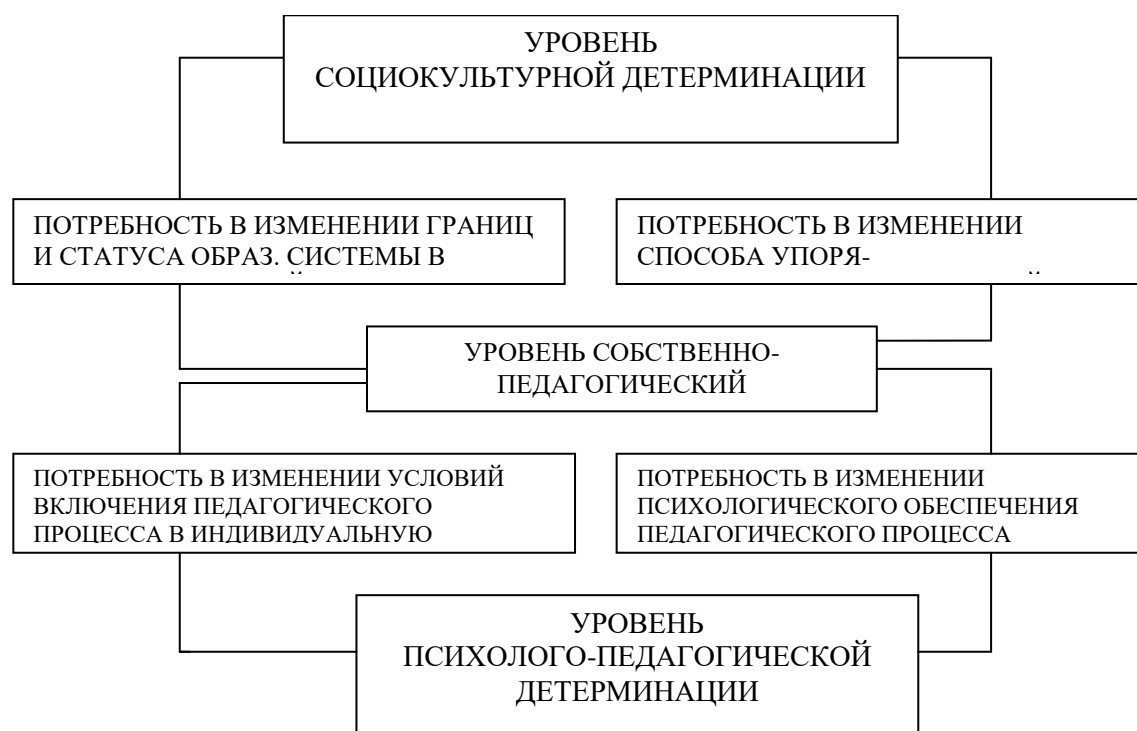 УРОВЕНЬ
СОЦИОКУЛЬТУРНОЙ ДЕТЕРМИНАЦИИ
ПОТРЕБНОСТЬ В ИЗМЕНЕНИИ ГРАНИЦ
И СТАТУСА ОБРАЗ. СИСТЕМЫ В
ПОТРЕБНОСТЬ В ИЗМЕНЕНИИ
СПОСОБА УПОРЯ-
УРОВЕНЬ СОБСТВЕННО-
ПЕДАГОГИЧЕСКИЙ
ПОТРЕБНОСТЬ В ИЗМЕНЕНИИ УСЛОВИЙ
ВКЛЮЧЕНИЯ ПЕДАГОГИЧЕСКОГО
ПРОЦЕССА В ИНДИВИДУАЛЬНУЮ
ПОТРЕБНОСТЬ В ИЗМЕНЕНИИ
ПСИХОЛОГИЧЕСКОГО ОБЕСПЕЧЕНИЯ
ПЕДАГОГИЧЕСКОГО ПРОЦЕССА
УРОВЕНЬ
ПСИХОЛОГО-ПЕДАГОГИЧЕСКОЙ
ДЕТЕРМИНАЦИИ